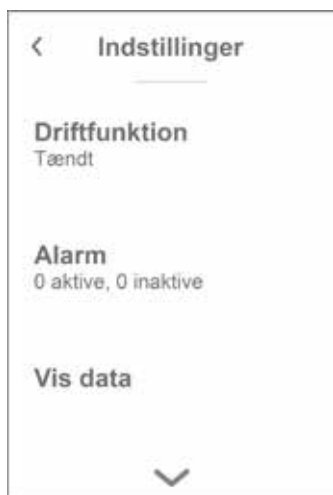 Indstillinger
Driftfunktion
Tændt
Alarm
0 aktive, 0 inaktive
Vis data